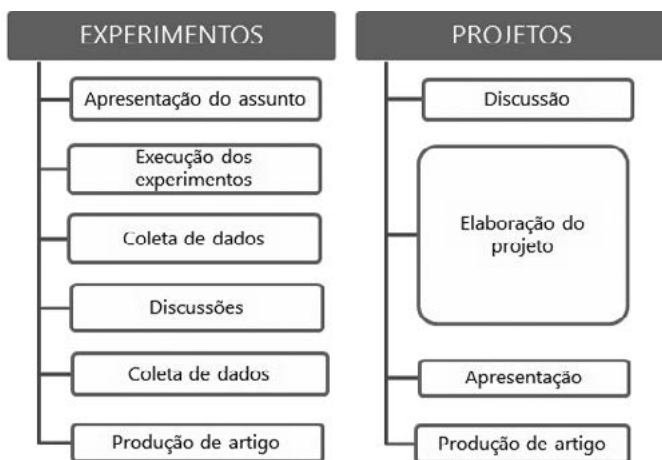 EXPERIMENTOS
Apresentação do assunto
Execução dos
experimentos
Coleta de dados
Discussões
Coleta de dados
Produção de artigo
PROJETOS
Discussão
Elaboração do
projeto
Apresentação
Produção de artigo